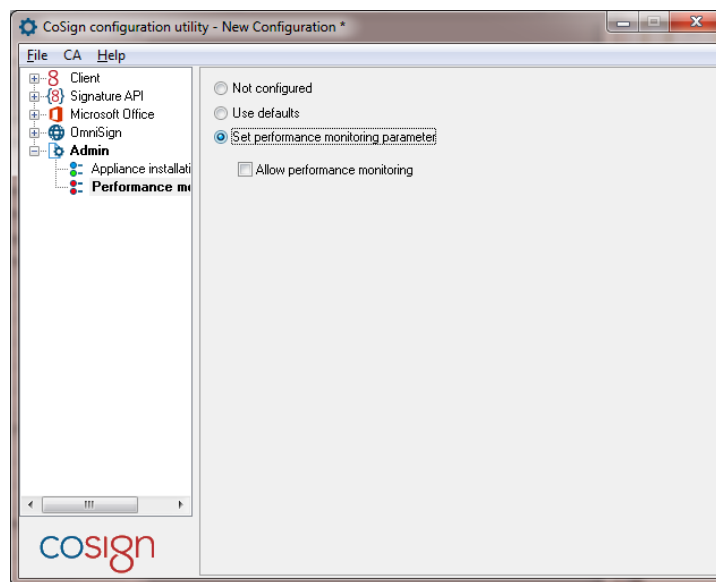 CoSign configuration utility - New Configuration *
File CA Help
Client
Signature API
Microsoft Office
OmniSign
Admin
Appliance installati
Performance m
Not configured
Use defaults
Set performance monitoring parameter
Allow performance monitoring
cosign